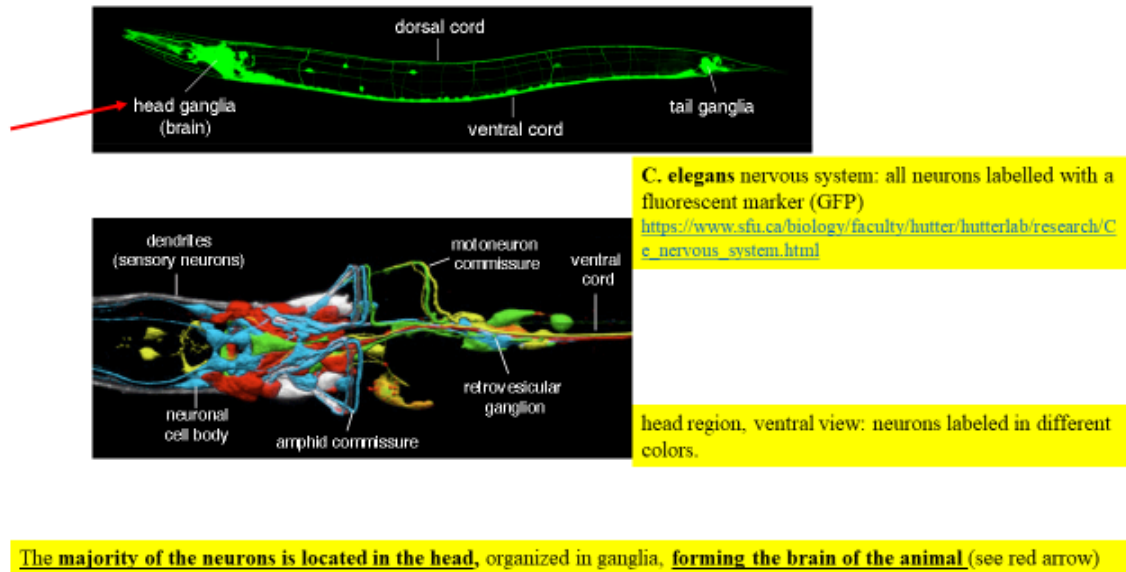 dorsal cord
head ganglia
(brain)
ventral cord
tail ganglia
C. elegans nervous system: all neurons labelled with a
fluorescent marker (GFP)
https://www.sfu.ca/biology/faculty/hutter/hutterlab/research/C
e_nervous_system.html
dendrites
(sensory neurons)
motoneuron
commissure
ventral
cord
retrovesicular
ganglion
neuronal
cell body
amphid commissure
head region, ventral view: neurons labeled in different
colors.
The majority of the neurons is located in the head, organized in ganglia, forming the brain of the animal (see red arrow)